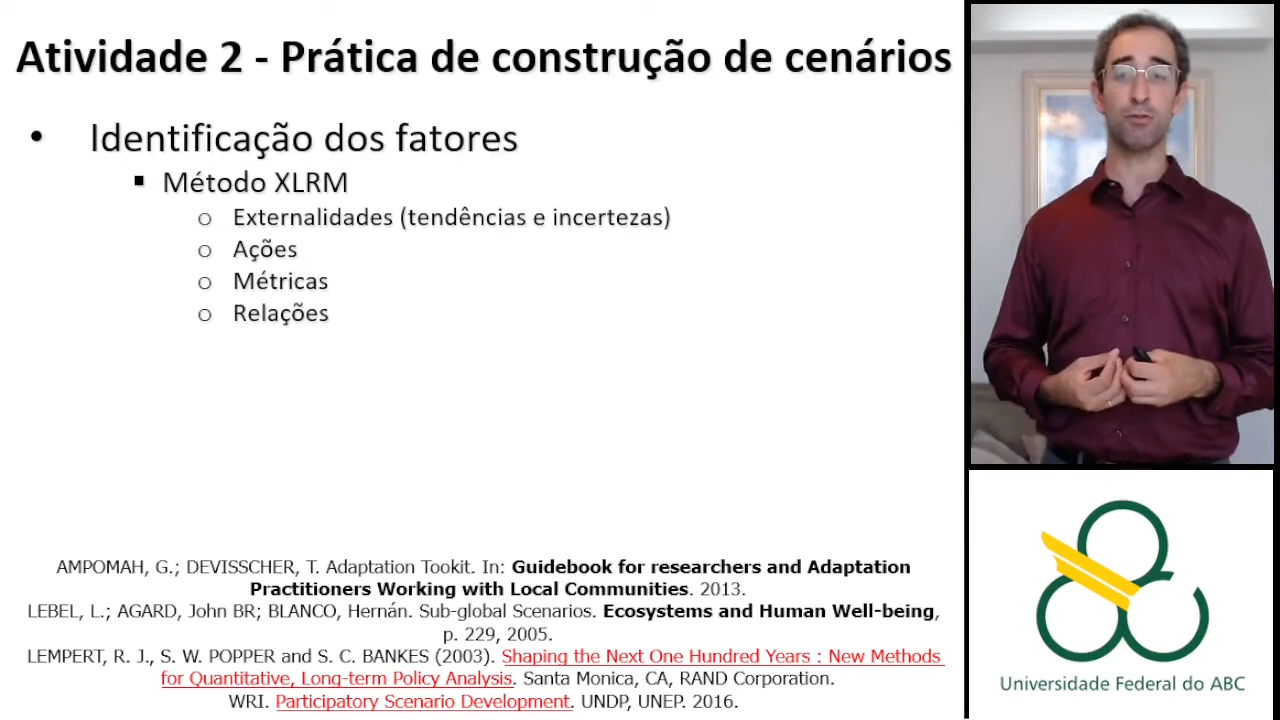 Atividade 2 - Prática de construção de cenários
• Identificação dos fatores
▪ Método XLRM
o Externalidades (tendências e incertezas)
o Ações
o Métricas
o Relações
AMPOMAH, G.; DEVISSCHER, T. Adaptation Tookit. In: Guidebook for researchers and Adaptation
Practitioners Working with Local Communities. 2013.
LEBEL, L.; AGARD, John BR; BLANCO, Hernán. Sub-global Scenarios. Ecosystems and Human Well-being,
p. 229, 2005.
LEMPERT, R. J., S. W. POPPER and S. C. BANKES (2003). Shaping the Next One Hundred Years : New Methods
for Quantitative, Long-term Policy Analysis. Santa Monica, CA, RAND Corporation.
WRI. Participatory Scenario Development. UNDP, UNEP. 2016.
Universidade Federal do ABC